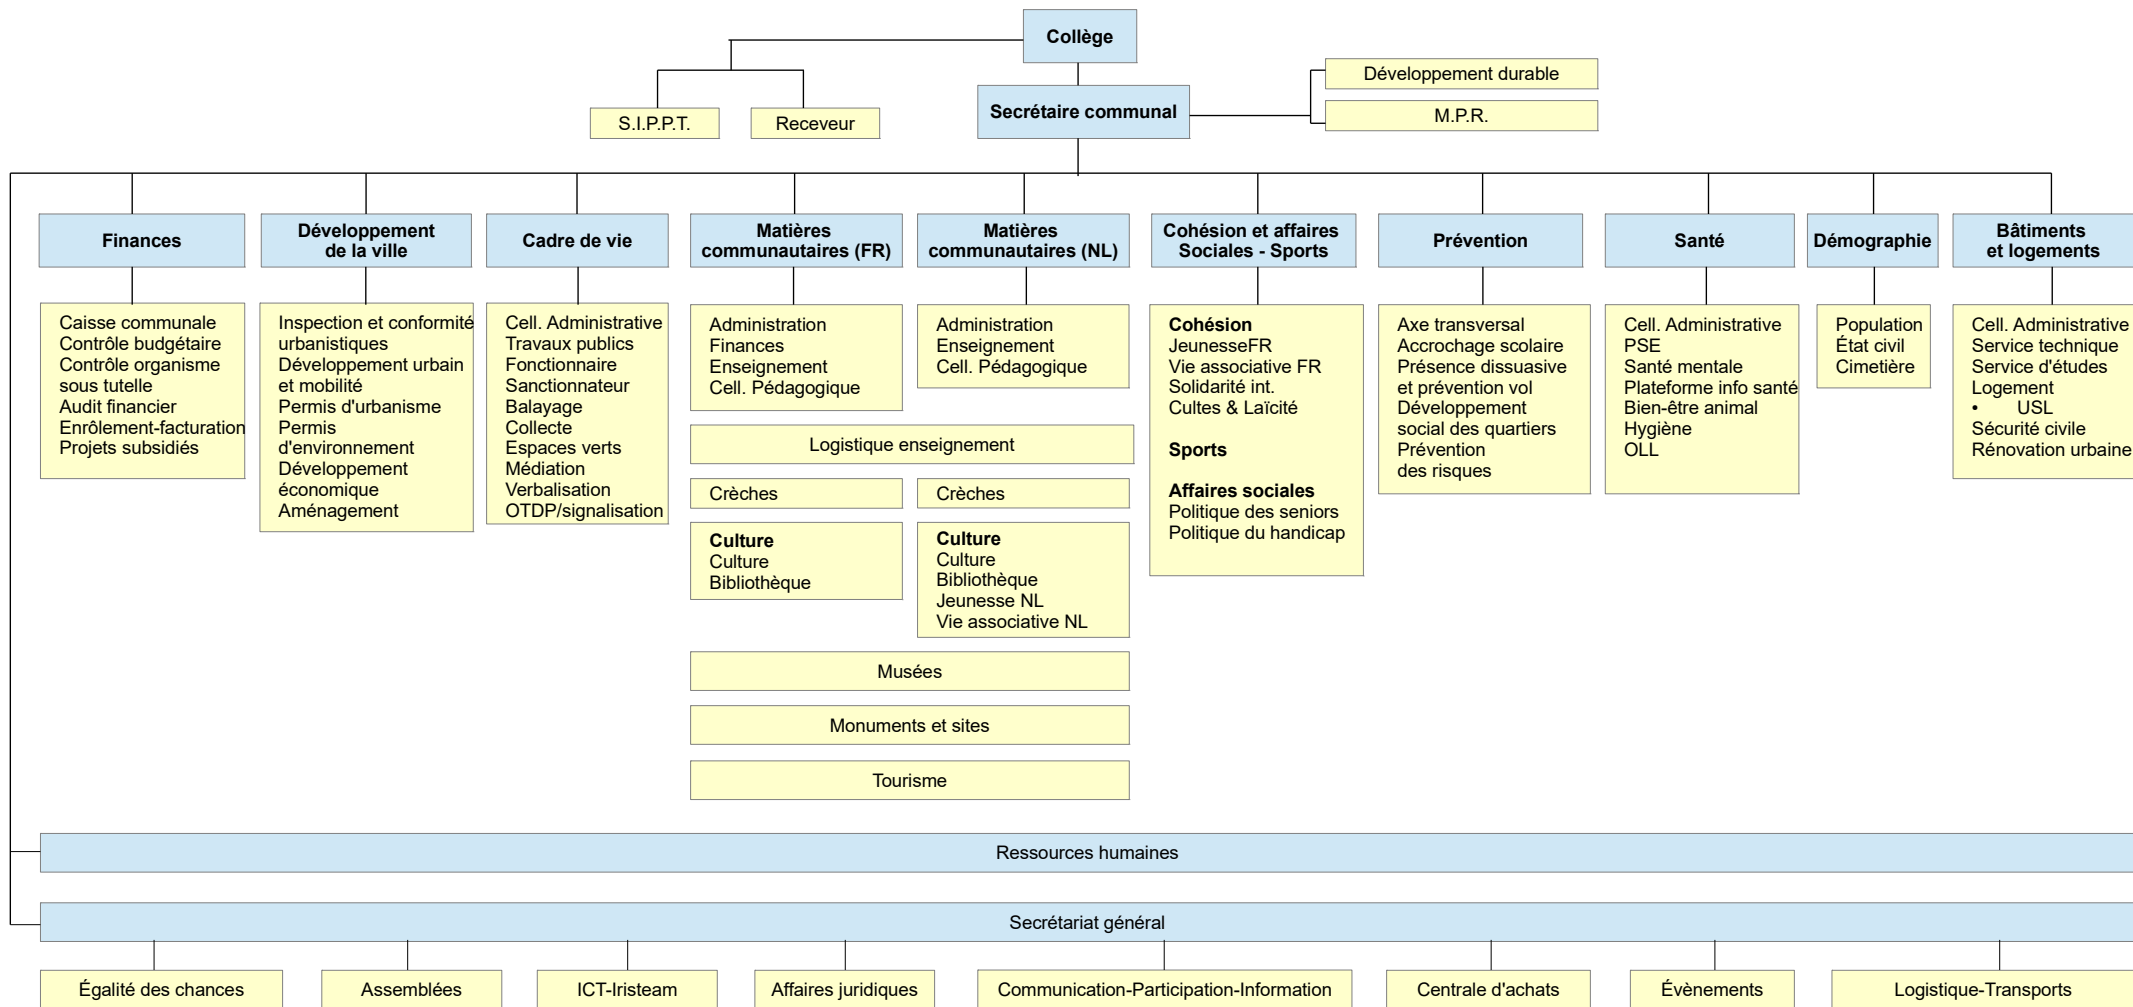 Collège
Développement durable
Secrétaire communal
M.P.R.
S.I.P.P.T.
Receveur
Finances
Développement
de la ville
Cadre de vie
Matières
communautaires (FR)
Matières
communautaires (NL)
Cohésion et affaires
Sociales - Sports
Prévention
Santé
Démographie
Bâtiments
et logements
Caisse communale
Contrôle budgétaire
Contrôle organisme
sous tutelle
Audit financier
Enrôlement-facturation
Projets subsidiés
Inspection et conformité
urbanistiques
Développement urbain
et mobilité
Permis d'urbanisme
Permis
d'environnement
Développement
économique
Aménagement
Cell. Administrative
Travaux publics
Fonctionnaire
Sanctionnateur
Balayage
Collecte
Espaces verts
Médiation
Verbalisation
OTDP/signalisation
Administration
Finances
Enseignement
Cell. Pédagogique
Administration
Enseignement
Cell. Pédagogique
Logistique enseignement
Crèches
Crèches
Culture
Culture
Bibliothèque
Culture
Culture
Bibliothèque
Jeunesse NL
Vie associative NL
Musées
Monuments et sites
Tourisme
Cohésion
JeunesseFR
Vie associative FR
Solidarité int.
Cultes & Laïcité
Sports
Affaires sociales
Politique des seniors
Politique du handicap
Axe transversal
Accrochage scolaire
Présence dissuasive
et prévention vol
Développement
social des quartiers
Prévention
des risques
Cell. Administrative
PSE
Santé mentale
Plateforme info santé
Bien-être animal
Hygiène
OLL
Population
État civil
Cimetière
Cell. Administrative
Service technique
Service d'études
Logement
• USL
Sécurité civile
Rénovation urbaine
Ressources humaines
Secrétariat général
Égalité des chances
Assemblées
ICT-Iristeam
Affaires juridiques
Communication-Participation-Information
Centrale d'achats
Évènements
Logistique-Transports